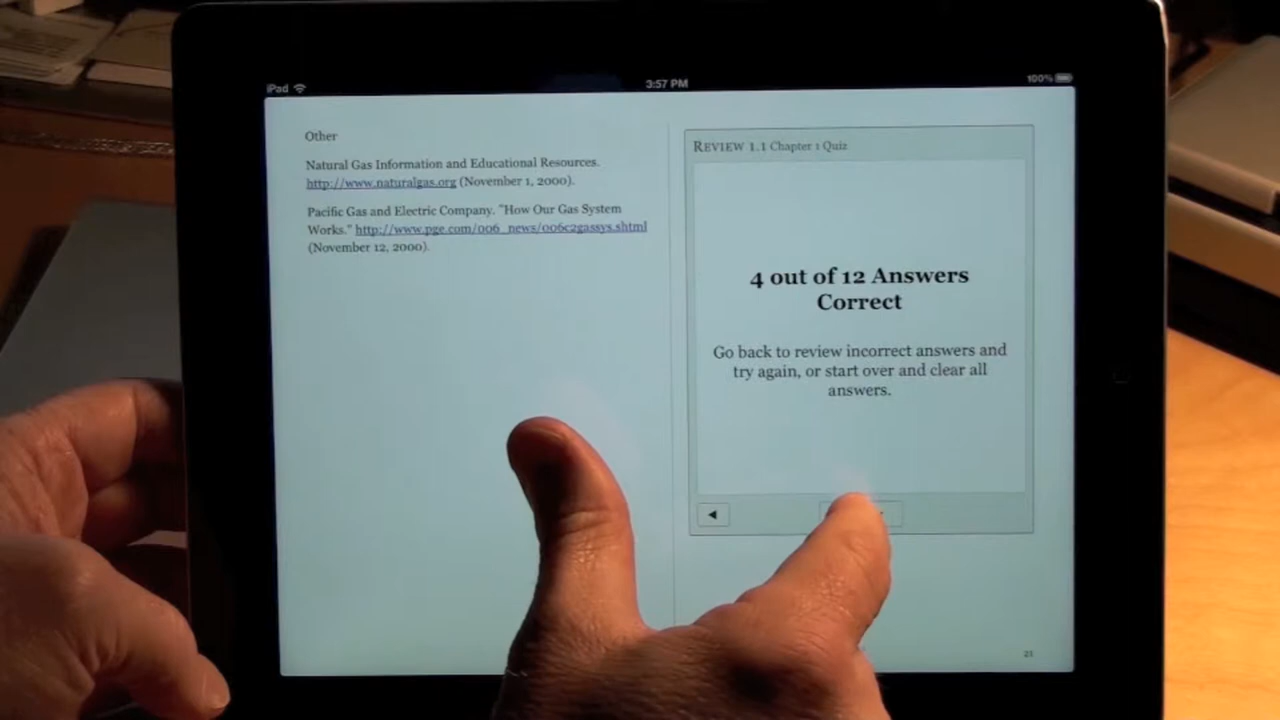 iPad
3:57 PM
100%
Other
Natural Gas Information and Educational Resources.
http://www.naturalgas.org (November 1, 2000).
Pacific Gas and Electric Company. "How Our Gas System
Works." http://www.pge.com/006_news/006c2gassys.shtml
(November 12, 2000).
REVIEW 1.1 Chapter 1 Quiz
4 out of 12 Answers
Correct
Go back to review incorrect answers and
try again, or start over and clear all
answers.
21